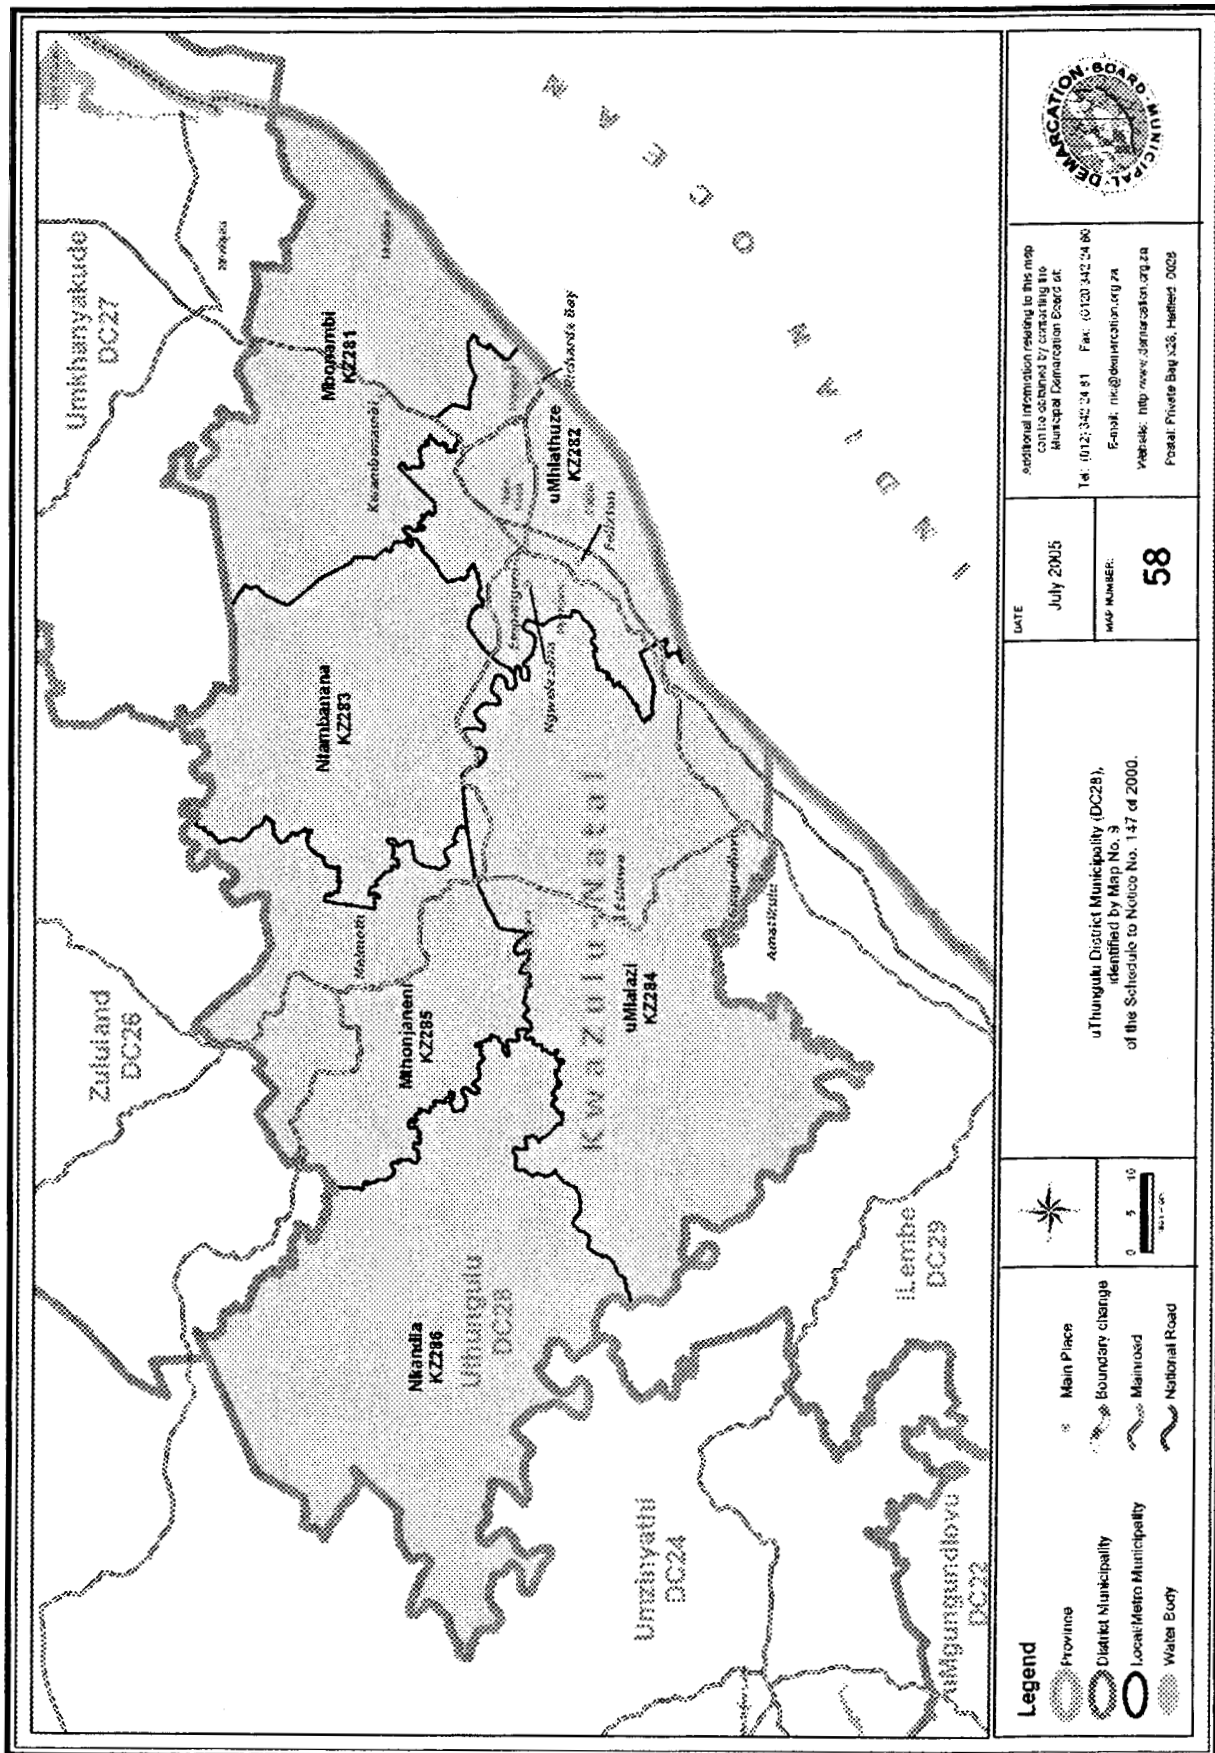 Umkhanyakude
DC27
Zululand
DC26
Mbonambi
KZ281
Kwambonambi
Richards Bay
uMhlathuze
KZ282
Felixton
Empangeni
Ngwelezana
Ntambanana
KZ283
Melmoth
Mthonjaneni
KZ285
KwaZulu-Natal
Eshowe
uMlalazi
KZ284
Gingindlovu
Amatikulu
Nkandla
KZ286
Uthungulu
DC28
iLembe
DC29
Umzinyathi
DC24
uMgungundlovu
DC22
INDIAN OCEAN
Legend
Province
District Municipality
Local/Metro Municipality
Water Body
Main Place
Boundary change
Mainroad
National Road
0 5 10
uThungulu District Municipality (DC28),
identified by Map No. 9
of the Schedule to Notice No. 147 of 2000.
DATE
July 2005
MAP NUMBER:
58
Additional information relating to this map
can be obtained by contacting the
Municipal Demarcation Board at:
Tel: (012) 342 24 81 Fax: (012) 342 24 80
E-mail: info@demarcation.org.za
Website: http://www.demarcation.org.za
Postal: Private Bag x28, Hatfield 0028
MUNICIPAL DEMARCATION BOARD